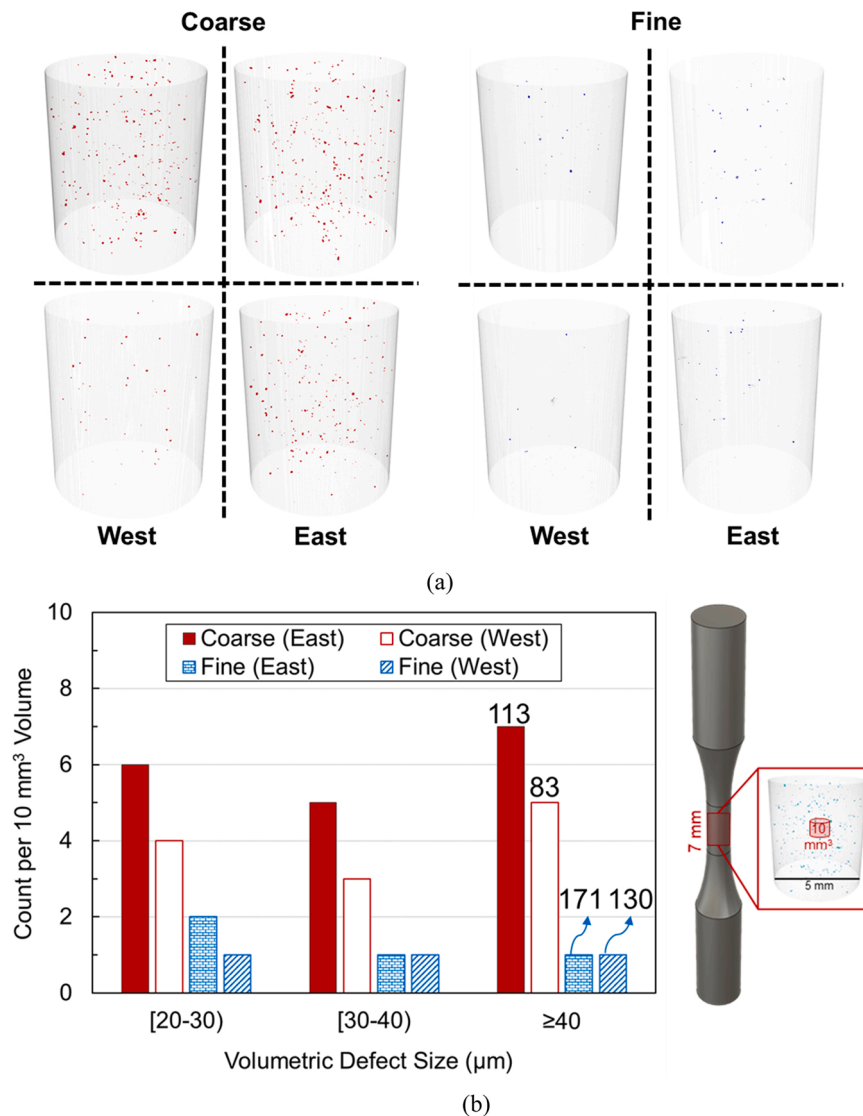 Coarse
Fine
West
East
West
East
(a)
10
8
6
4
2
0
Count per 10 mm³ Volume
Coarse (East)
Coarse (West)
Fine (East)
Fine (West)
113
83
171
130
[20-30)
[30-40)
≥40
Volumetric Defect Size (µm)
7 mm
10
mm³
5 mm
(b)